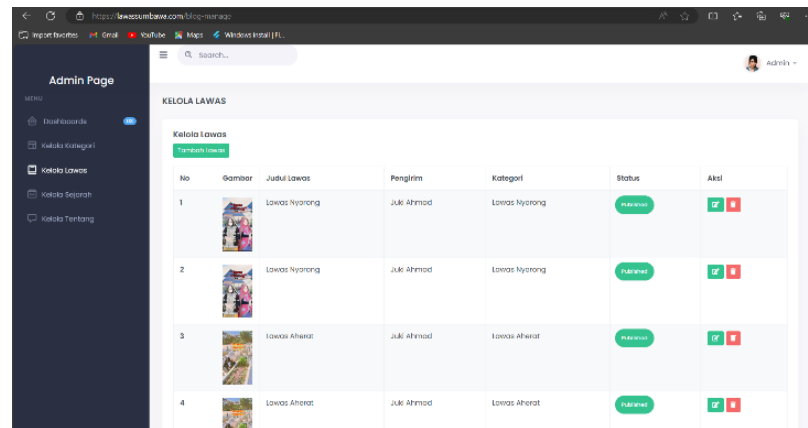 https://lawassumbawa.com/blog-manage
Import favorites Gmail YouTube Maps Windows Install | Fi...
Search...
Admin
Admin Page
MENU
Dashboards
Kelola Kategori
Kelola Lawas
Kelola Sejarah
Kelola Tentang
KELOLA LAWAS
Kelola Lawas
Tambah Lawas
No Gambar Judul Lawas Pengirim Kategori Status Aksi
1 Lawas Nyorong Juki Ahmad Lawas Nyorong Published
2 Lawas Nyorong Juki Ahmad Lawas Nyorong Published
3 Lawas Aherat Juki Ahmad Lawas Aherat Published
4 Lawas Aherat Juki Ahmad Lawas Aherat Published